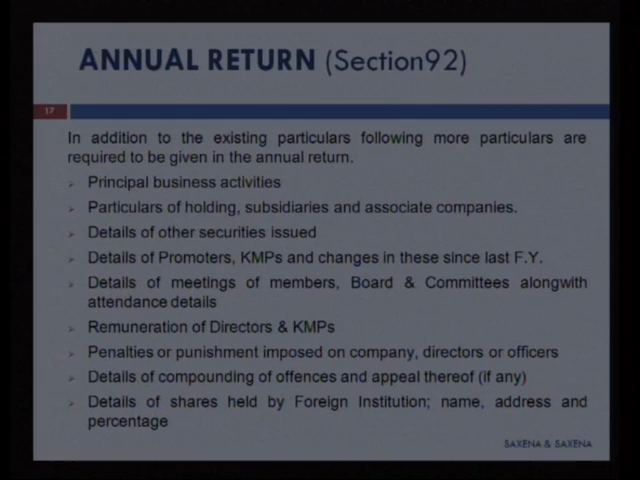 ANNUAL RETURN (Section92)
17
In addition to the existing particulars following more particulars are
required to be given in the annual return.
➢ Principal business activities
➢ Particulars of holding, subsidiaries and associate companies.
➢ Details of other securities issued
➢ Details of Promoters, KMPs and changes in these since last F.Y.
➢ Details of meetings of members, Board & Committees alongwith
attendance details
➢ Remuneration of Directors & KMPs
➢ Penalties or punishment imposed on company, directors or officers
➢ Details of compounding of offences and appeal thereof (if any)
➢ Details of shares held by Foreign Institution; name, address and
percentage
SAXENA & SAXENA